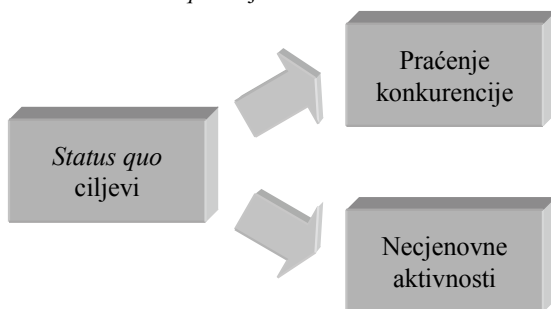 Status quo
ciljevi
Praćenje
konkurencije
Necjenovne
aktivnosti